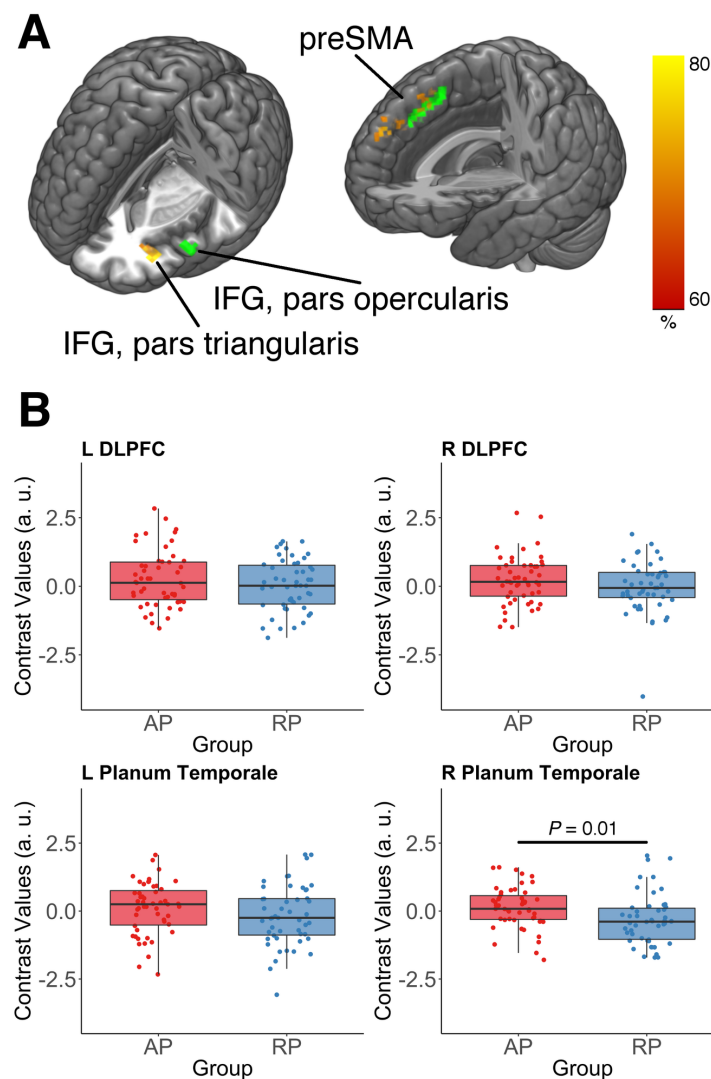 A
preSMA
80
60
%
IFG, pars opercularis
IFG, pars triangularis
B
L DLPFC
R DLPFC
Contrast Values (a. u.)
2.5
0.0
-2.5
AP
RP
Group
Contrast Values (a. u.)
2.5
0.0
-2.5
AP
RP
Group
L Planum Temporale
R Planum Temporale
Contrast Values (a. u.)
2.5
0.0
-2.5
AP
RP
Group
Contrast Values (a. u.)
2.5
0.0
-2.5
P = 0.01
AP
RP
Group